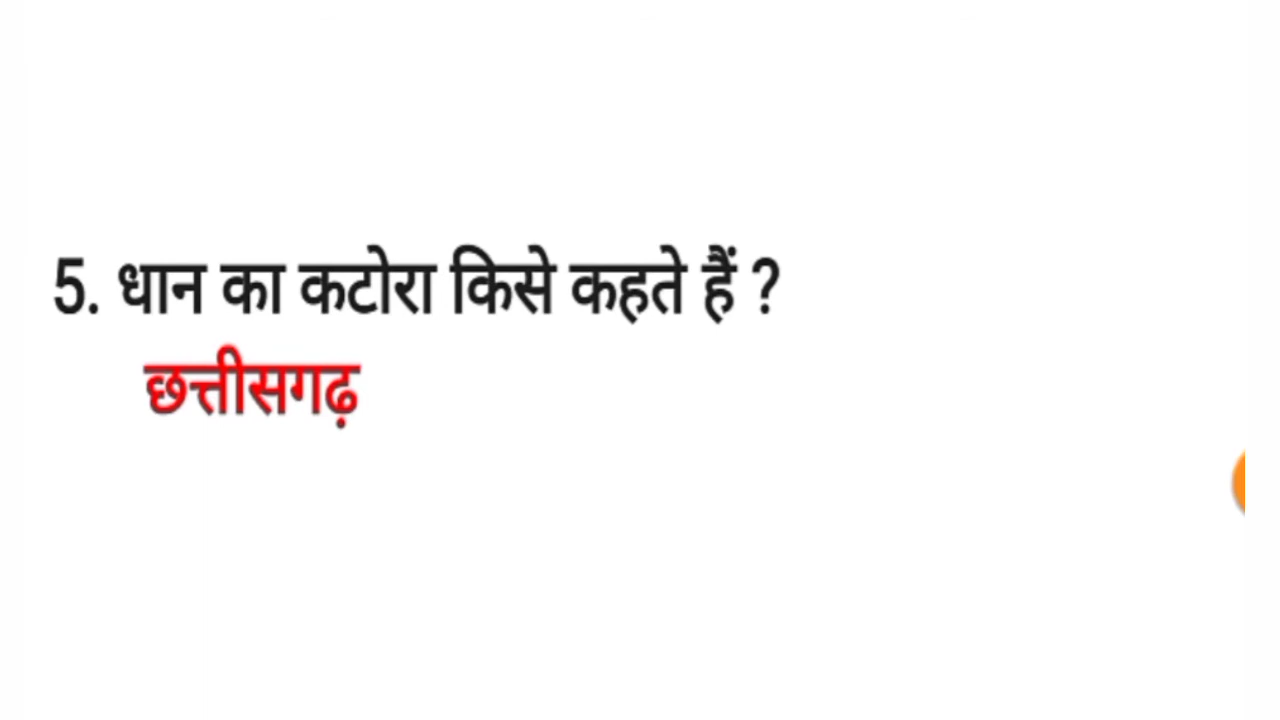 5. धान का कटोरा किसे कहते हैं ?
छत्तीसगढ़